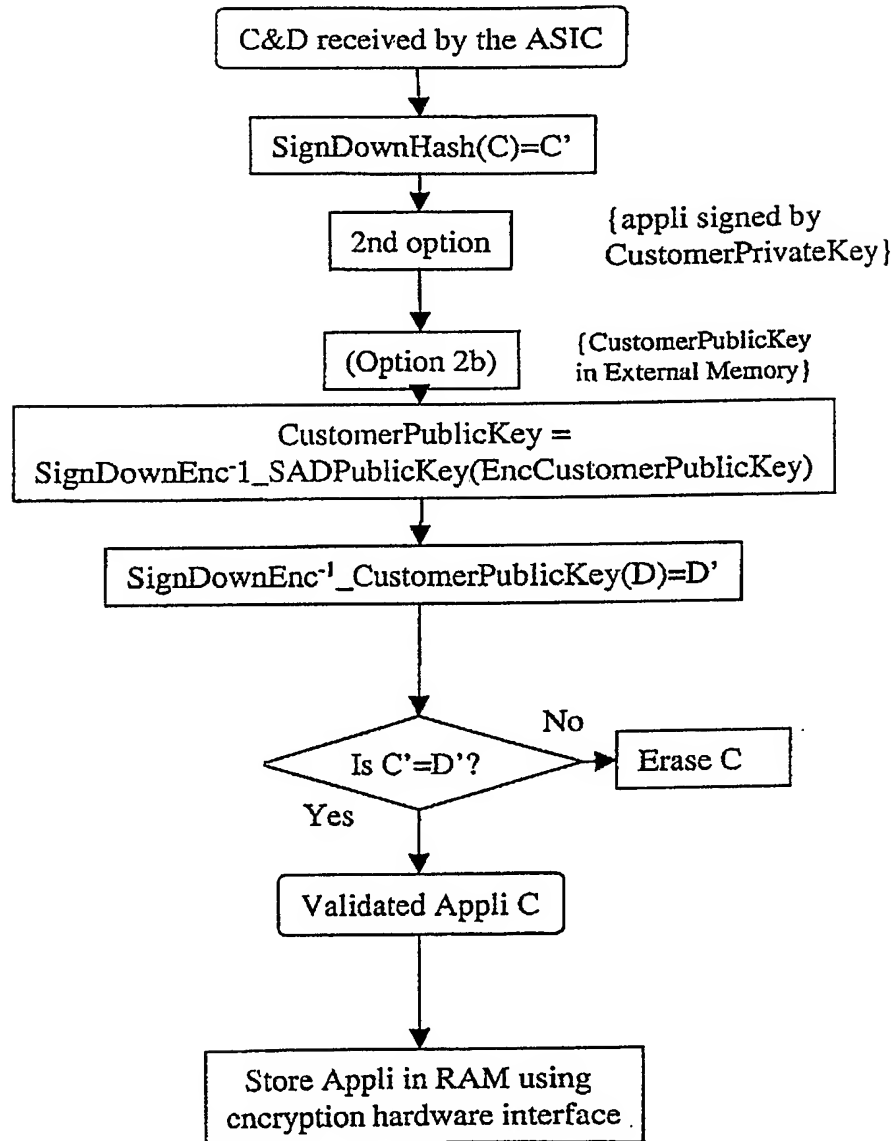 C&D received by the ASIC
SignDownHash(C)=C’
2nd option
{appli signed by
CustomerPrivateKey}
(Option 2b)
{CustomerPublicKey
in External Memory}
CustomerPublicKey =
SignDownEnc⁻1_SADPublicKey(EncCustomerPublicKey)
SignDownEnc⁻¹_CustomerPublicKey(D)=D’
Is C’=D’?
No
Erase C
Yes
Validated Appli C
Store Appli in RAM using
encryption hardware interface